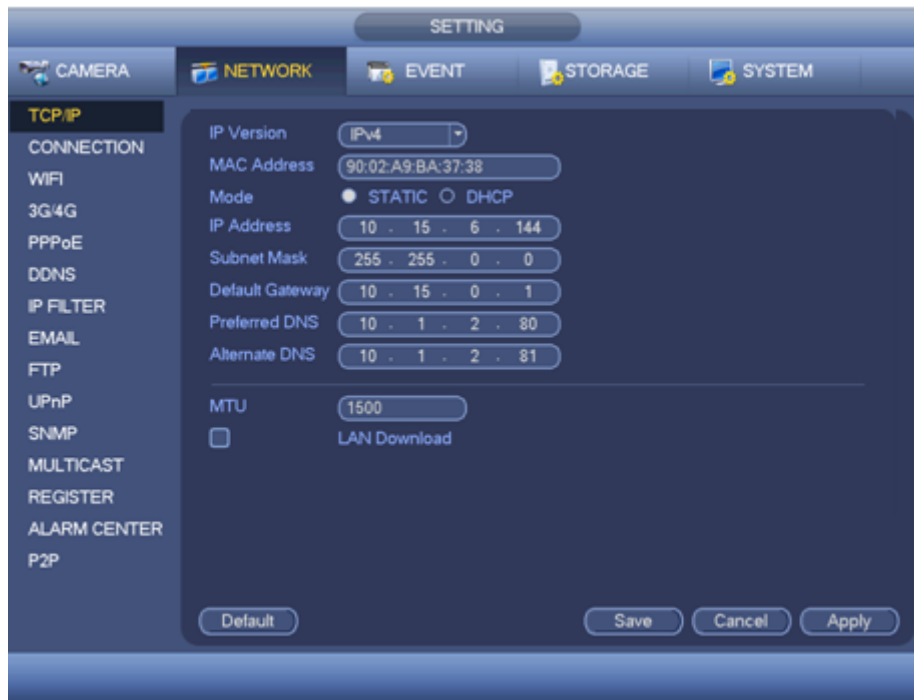 SETTING
CAMERA NETWORK EVENT STORAGE SYSTEM
TCP/IP
CONNECTION
WIFI
3G/4G
PPPoE
DDNS
IP FILTER
EMAIL
FTP
UPnP
SNMP
MULTICAST
REGISTER
ALARM CENTER
P2P
IP Version IPv4
MAC Address 90:02:A9:BA:37:38
Mode STATIC DHCP
IP Address 10 . 15 . 6 . 144
Subnet Mask 255 . 255 . 0 . 0
Default Gateway 10 . 15 . 0 . 1
Preferred DNS 10 . 1 . 2 . 80
Alternate DNS 10 . 1 . 2 . 81
MTU 1500
LAN Download
Default Save Cancel Apply